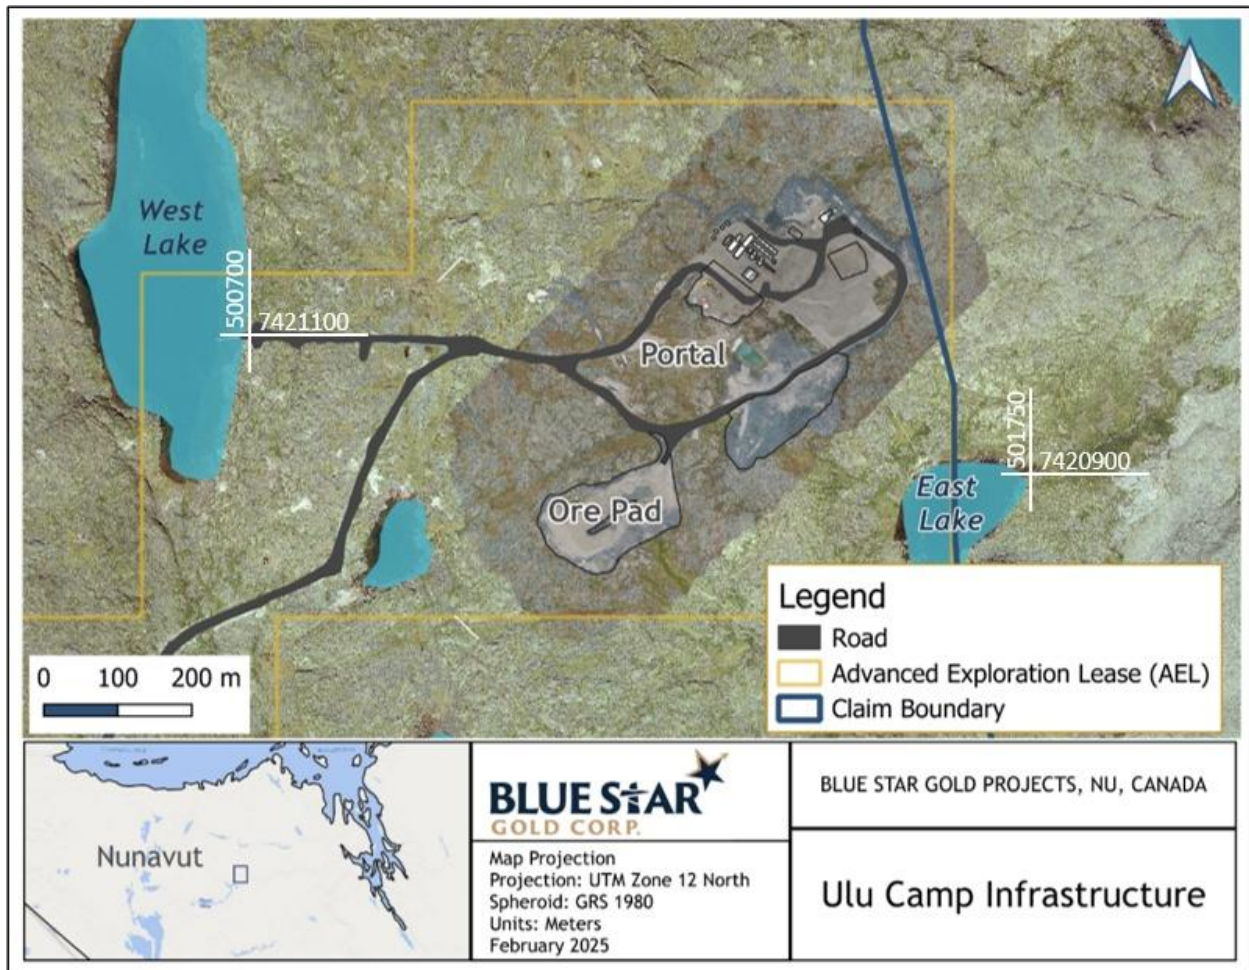 West
Lake
500700
7421100
Portal
501750
7420900
East
Lake
Ore Pad
Legend
Road
Advanced Exploration Lease (AEL)
Claim Boundary
0 100 200 m
Nunavut
BLUE STAR
GOLD CORP.
Map Projection
Projection: UTM Zone 12 North
Spheroid: GRS 1980
Units: Meters
February 2025
BLUE STAR GOLD PROJECTS, NU, CANADA
Ulu Camp Infrastructure